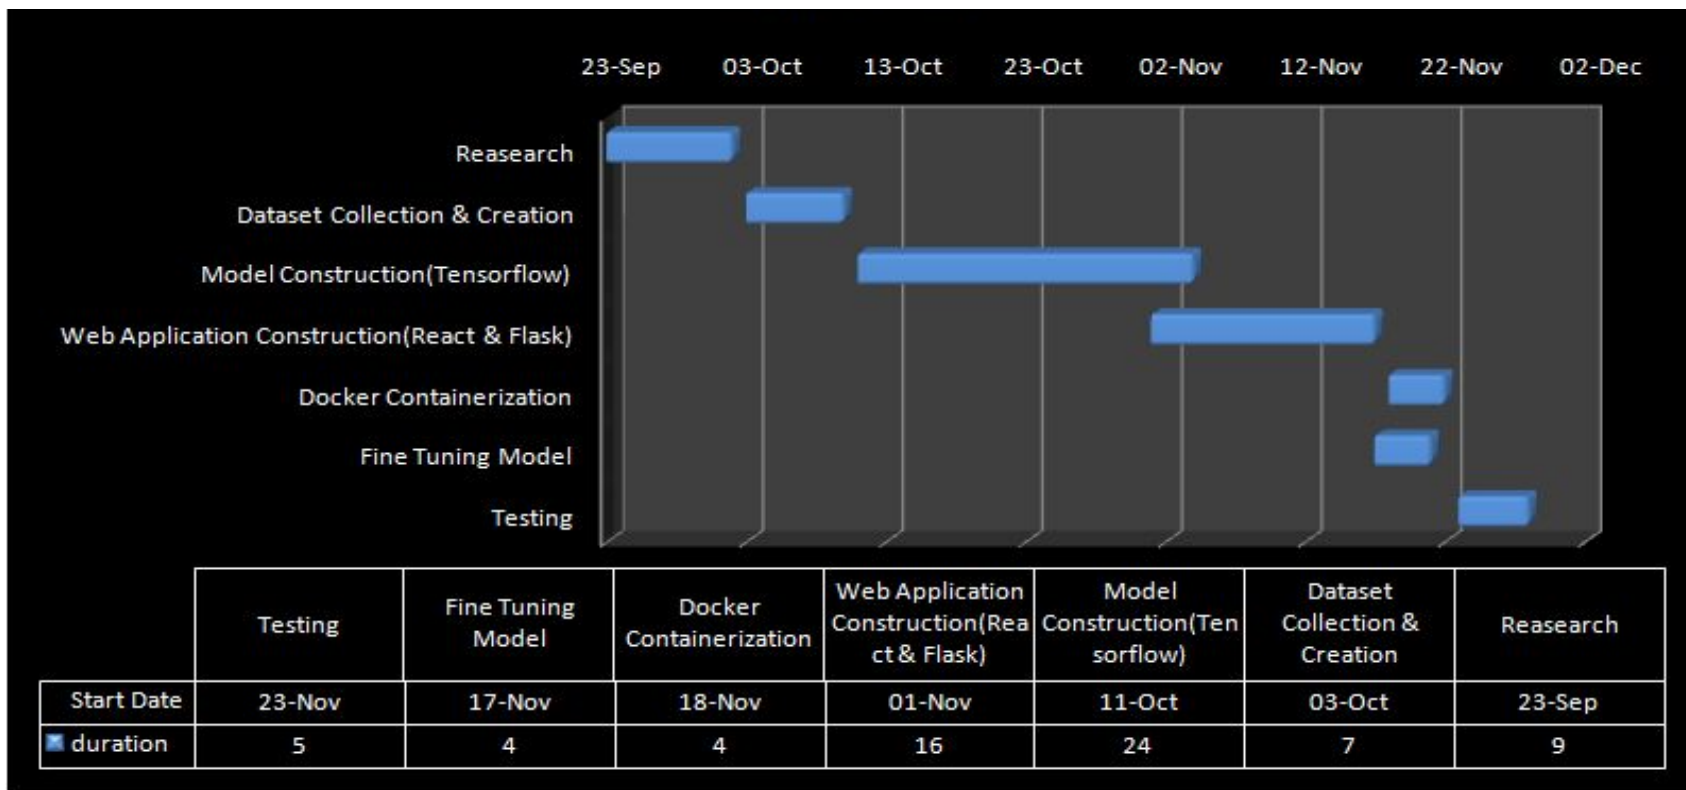 23-Sep 03-Oct 13-Oct 23-Oct 02-Nov 12-Nov 22-Nov 02-Dec
Reasearch
Dataset Collection & Creation
Model Construction(Tensorflow)
Web Application Construction(React & Flask)
Docker Containerization
Fine Tuning Model
Testing
Testing
Fine Tuning
Model
Docker
Containerization
Web Application
Construction(Rea
ct & Flask)
Model
Construction(Ten
sorflow)
Dataset
Collection &
Creation
Reasearch
Start Date 23-Nov 17-Nov 18-Nov 01-Nov 11-Oct 03-Oct 23-Sep
duration 5 4 4 16 24 7 9